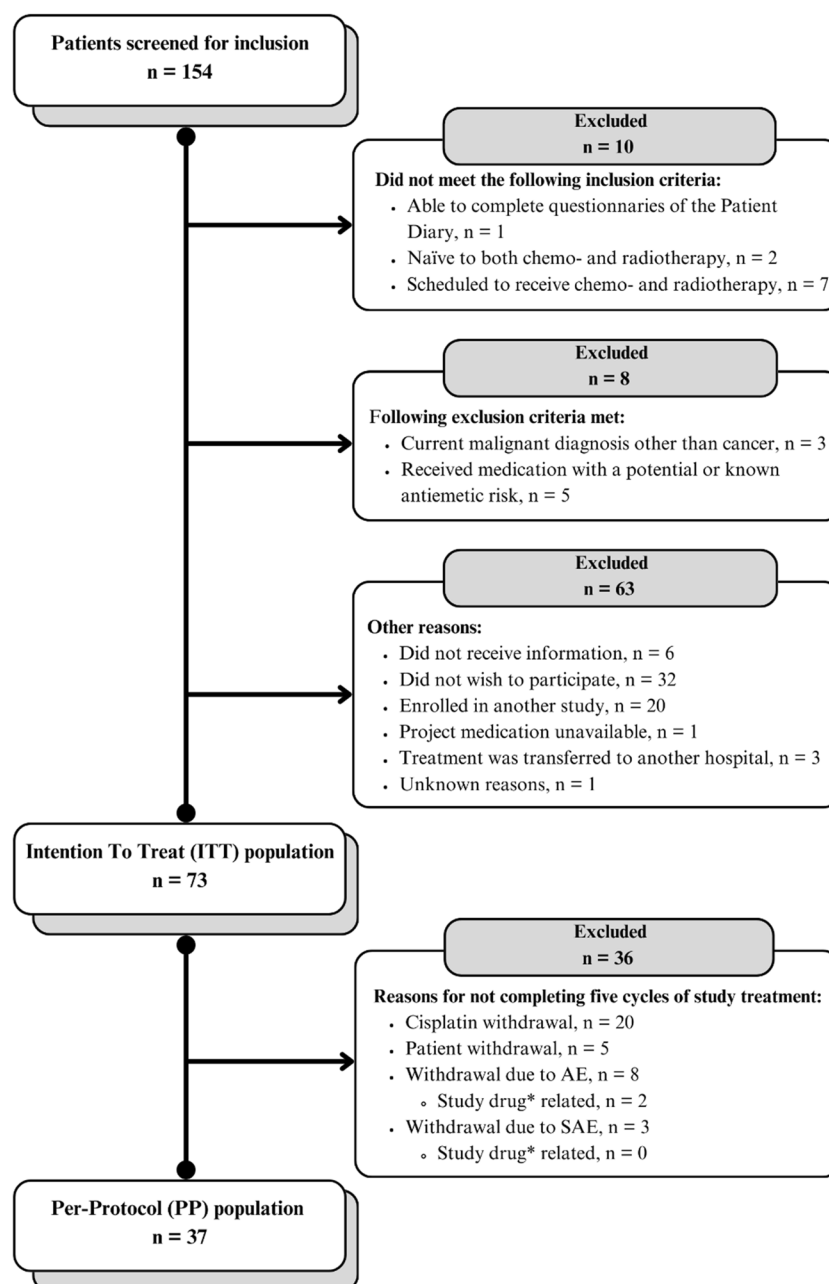 Patients screened for inclusion
n = 154
Excluded
n = 10
Did not meet the following inclusion criteria:
• Able to complete questionnaries of the Patient
Diary, n = 1
• Naïve to both chemo- and radiotherapy, n = 2
• Scheduled to receive chemo- and radiotherapy, n = 7
Excluded
n = 8
Following exclusion criteria met:
• Current malignant diagnosis other than cancer, n = 3
• Received medication with a potential or known
antiemetic risk, n = 5
Excluded
n = 63
Other reasons:
• Did not receive information, n = 6
• Did not wish to participate, n = 32
• Enrolled in another study, n = 20
• Project medication unavailable, n = 1
• Treatment was transferred to another hospital, n = 3
• Unknown reasons, n = 1
Intention To Treat (ITT) population
n = 73
Excluded
n = 36
Reasons for not completing five cycles of study treatment:
• Cisplatin withdrawal, n = 20
• Patient withdrawal, n = 5
• Withdrawal due to AE, n = 8
◦ Study drug* related, n = 2
• Withdrawal due to SAE, n = 3
◦ Study drug* related, n = 0
Per-Protocol (PP) population
n = 37